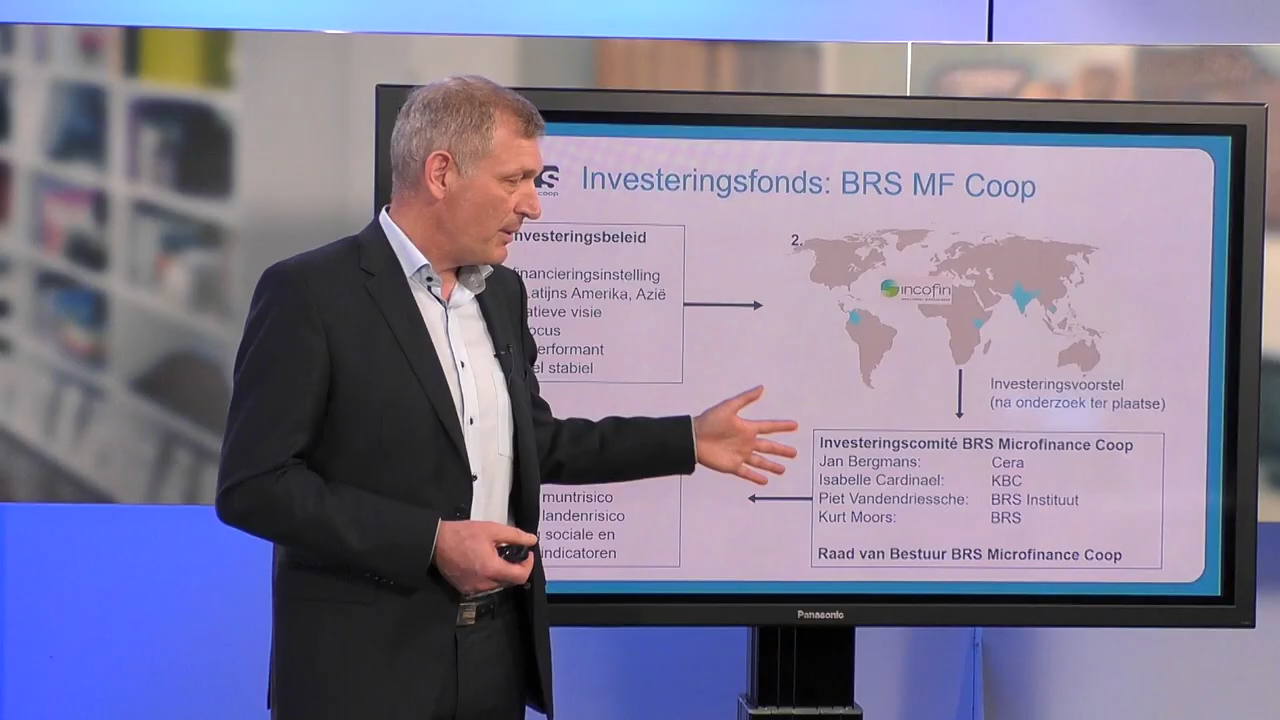 S
COOP
Investeringsfonds: BRS MF Coop
nvesteringsbeleid
financieringsinstelling
Latijns Amerika, Azië
atieve visie
ocus
erformant
el stabiel
2.
incofin
Investeringsvoorstel
(na onderzoek ter plaatse)
Investeringscomité BRS Microfinance Coop
Jan Bergmans: Cera
Isabelle Cardinael: KBC
Piet Vandendriessche: BRS Instituut
Kurt Moors: BRS
Raad van Bestuur BRS Microfinance Coop
muntrisico
landenrisico
sociale en
indicatoren
Panasonic